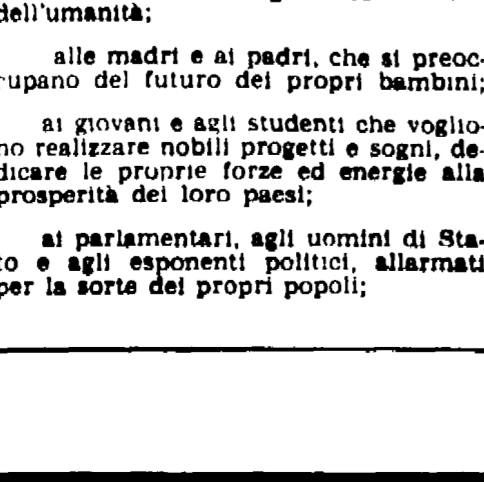 dell'umanità;
alle madri e ai padri, che si preoc-
cupano del futuro dei propri bambini;
ai giovani e agli studenti che voglio-
no realizzare nobili progetti e sogni, de-
dicare le proprie forze ed energie alla
prosperità dei loro paesi;
ai parlamentari, agli uomini di Sta-
to e agli esponenti politici, allarmati
per la sorte dei propri popoli;